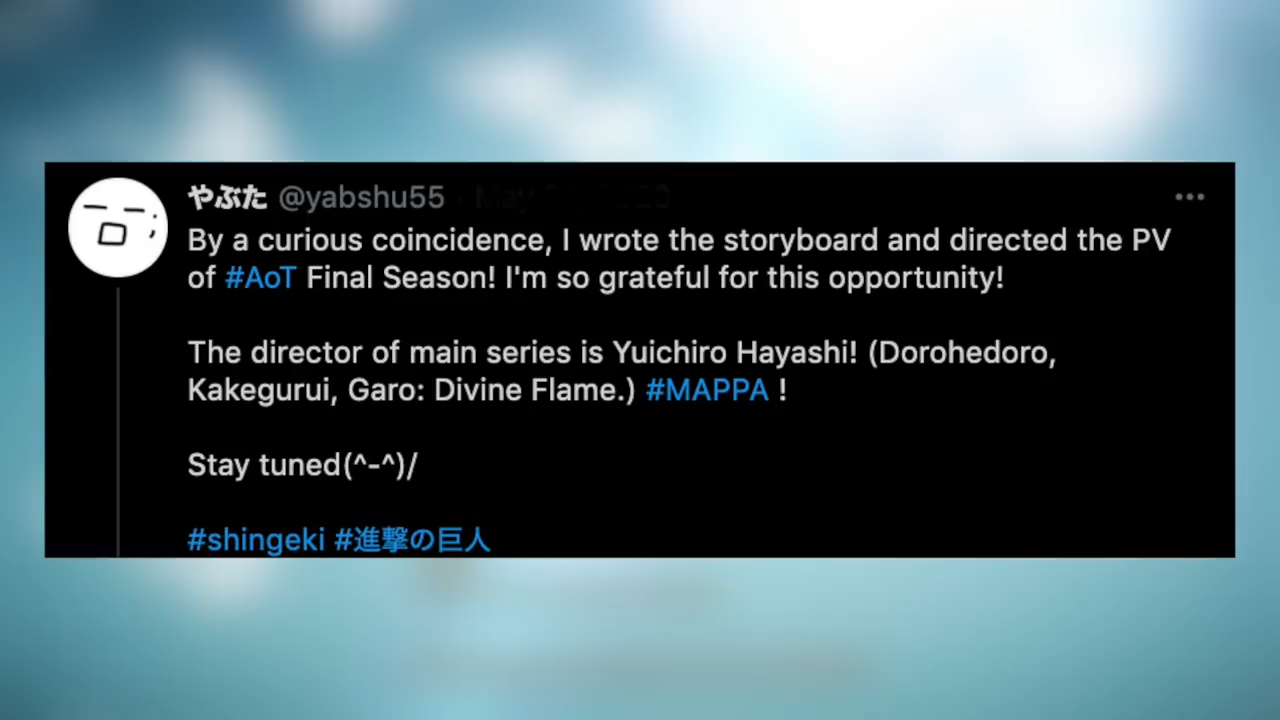 やぶた @yabshu55 · May
By a curious coincidence, I wrote the storyboard and directed the PV
of #AoT Final Season! I'm so grateful for this opportunity!
The director of main series is Yuichiro Hayashi! (Dorohedoro,
Kakegurui, Garo: Divine Flame.) #MAPPA !
Stay tuned(^-^)/
#shingeki #進撃の巨人